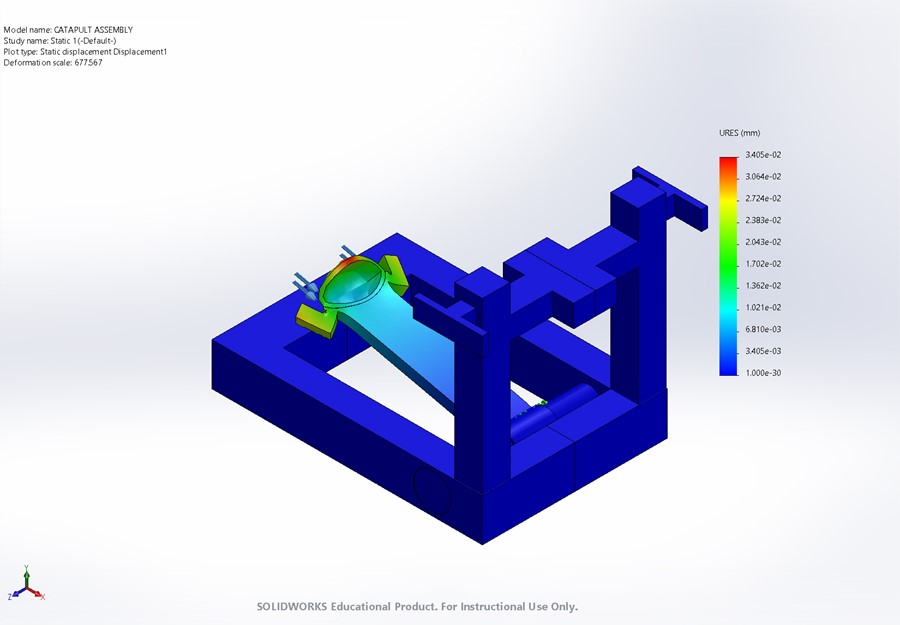 Model name: CATAPULT ASSEMBLY
Study name: Static 1(-Default-)
Plot type: Static displacement Displacement1
Deformation scale: 677.567
URES (mm)
3.405e-02
3.064e-02
2.724e-02
2.383e-02
2.043e-02
1.702e-02
1.362e-02
1.021e-02
6.810e-03
3.405e-03
1.000e-30
Y
Z
X
SOLIDWORKS Educational Product. For Instructional Use Only.